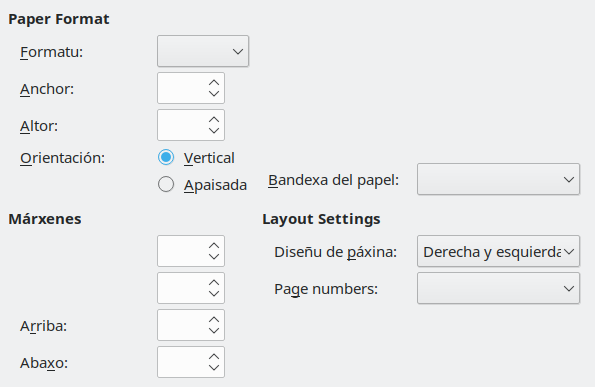 Paper Format
Formatu:
Anchor:
Altor:
Orientación:
Vertical
Apaisada
Bandexa del papel:
Márxenes
Layout Settings
Diseñu de páxina:
Derecha y esquierda
Page numbers:
Arriba:
Abaxo: